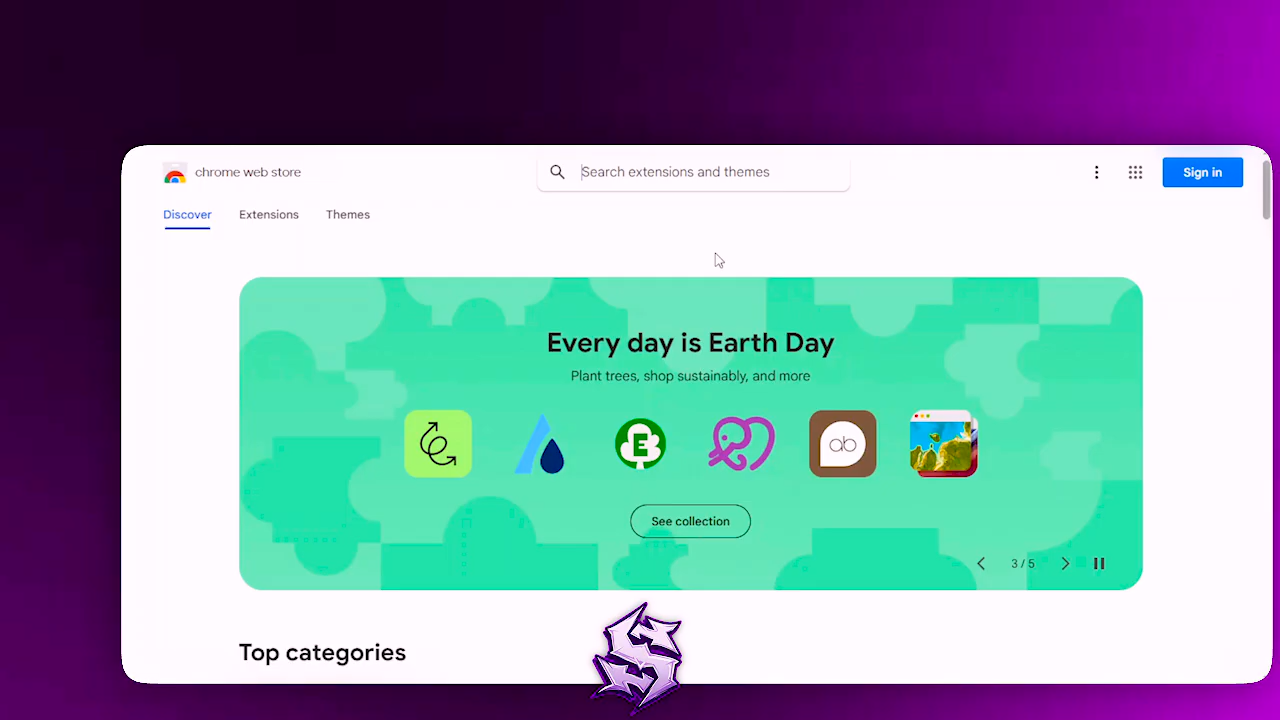 chrome web store
Search extensions and themes
Sign in
Discover
Extensions
Themes
Every day is Earth Day
Plant trees, shop sustainably, and more
E
ab
See collection
3 / 5
Top categories
S